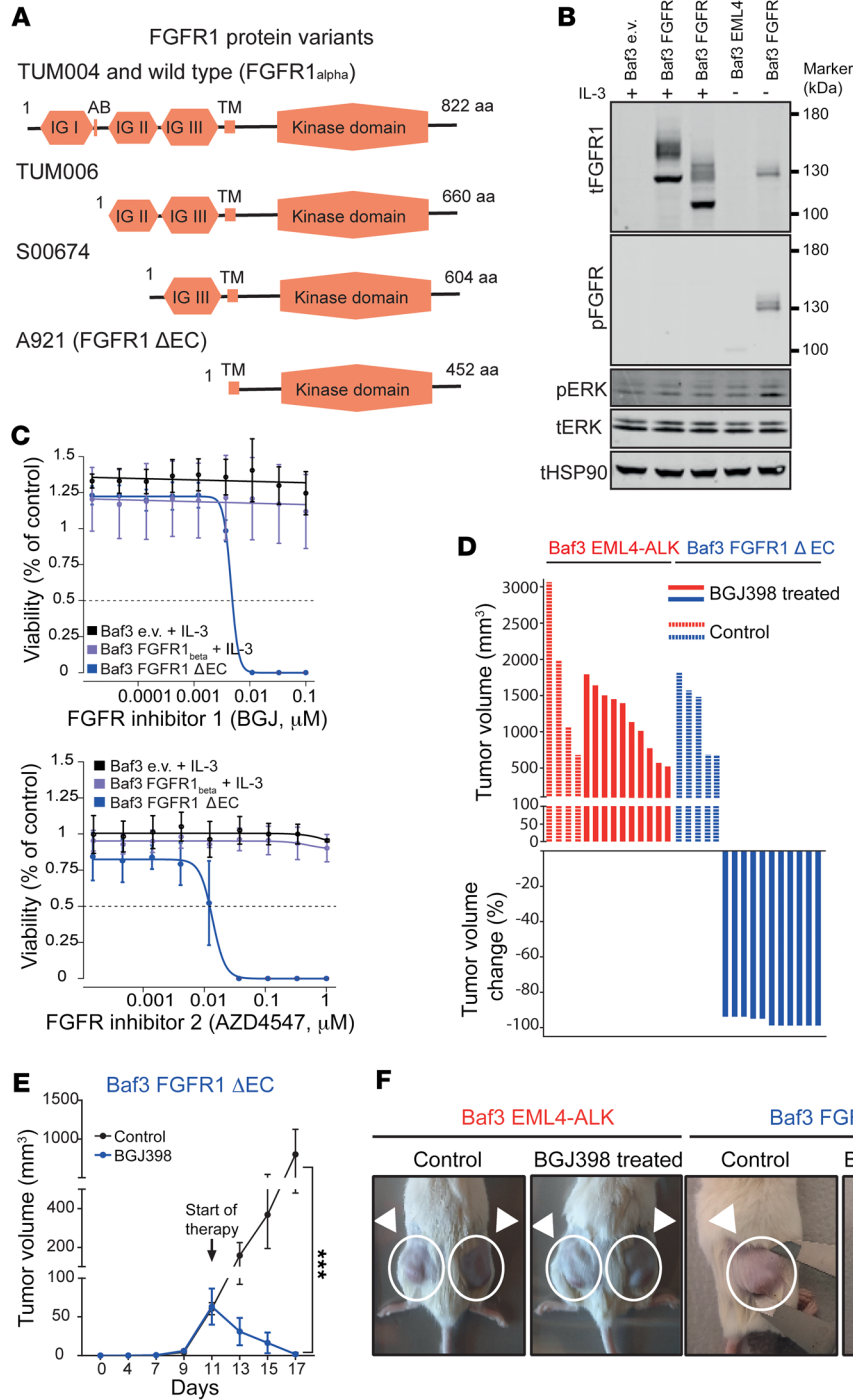 A
FGFR1 protein variants
TUM004 and wild type (FGFR1alpha)
1 IG I AB IG II IG III TM Kinase domain 822 aa
TUM006
1 IG II IG III TM Kinase domain 660 aa
S00674
1 IG III TM Kinase domain 604 aa
A921 (FGFR1 ΔEC)
1 TM Kinase domain 452 aa
B
Baf3 e.v.
Baf3 FGFR
Baf3 FGFR
Baf3 EML4
Baf3 FGFR
IL-3 + + + - -
Marker
(kDa)
tFGFR1
180
130
100
pFGFR
180
130
100
pERK
tERK
tHSP90
C
Viability (% of control)
1.5
1.25
1
0.75
0.5
0.25
0
Baf3 e.v. + IL-3
Baf3 FGFR1beta + IL-3
Baf3 FGFR1 ΔEC
0.0001 0.001 0.01 0.1
FGFR inhibitor 1 (BGJ, μM)
Viability (% of control)
1.5
1
0.75
0.5
1.25
0
Baf3 e.v. + IL-3
Baf3 FGFR1beta + IL-3
Baf3 FGFR1 ΔEC
0.001 0.01 0.1 1
FGFR inhibitor 2 (AZD4547, μM)
D
Baf3 EML4-ALK Baf3 FGFR1 Δ EC
BGJ398 treated
Control
Tumor volume (mm3)
3000
2500
2000
1500
1000
500
100
50
0
Tumor volume
change (%)
-20
-40
-60
-80
-100
E
Baf3 FGFR1 ΔEC
Tumor volume (mm3)
1500
1000
400
200
100
50
0
Control
BGJ398
Start of
therapy
***
0 4 7 9 11 13 15 17
Days
F
Baf3 EML4-ALK Baf3 FGF
Control BGJ398 treated Control